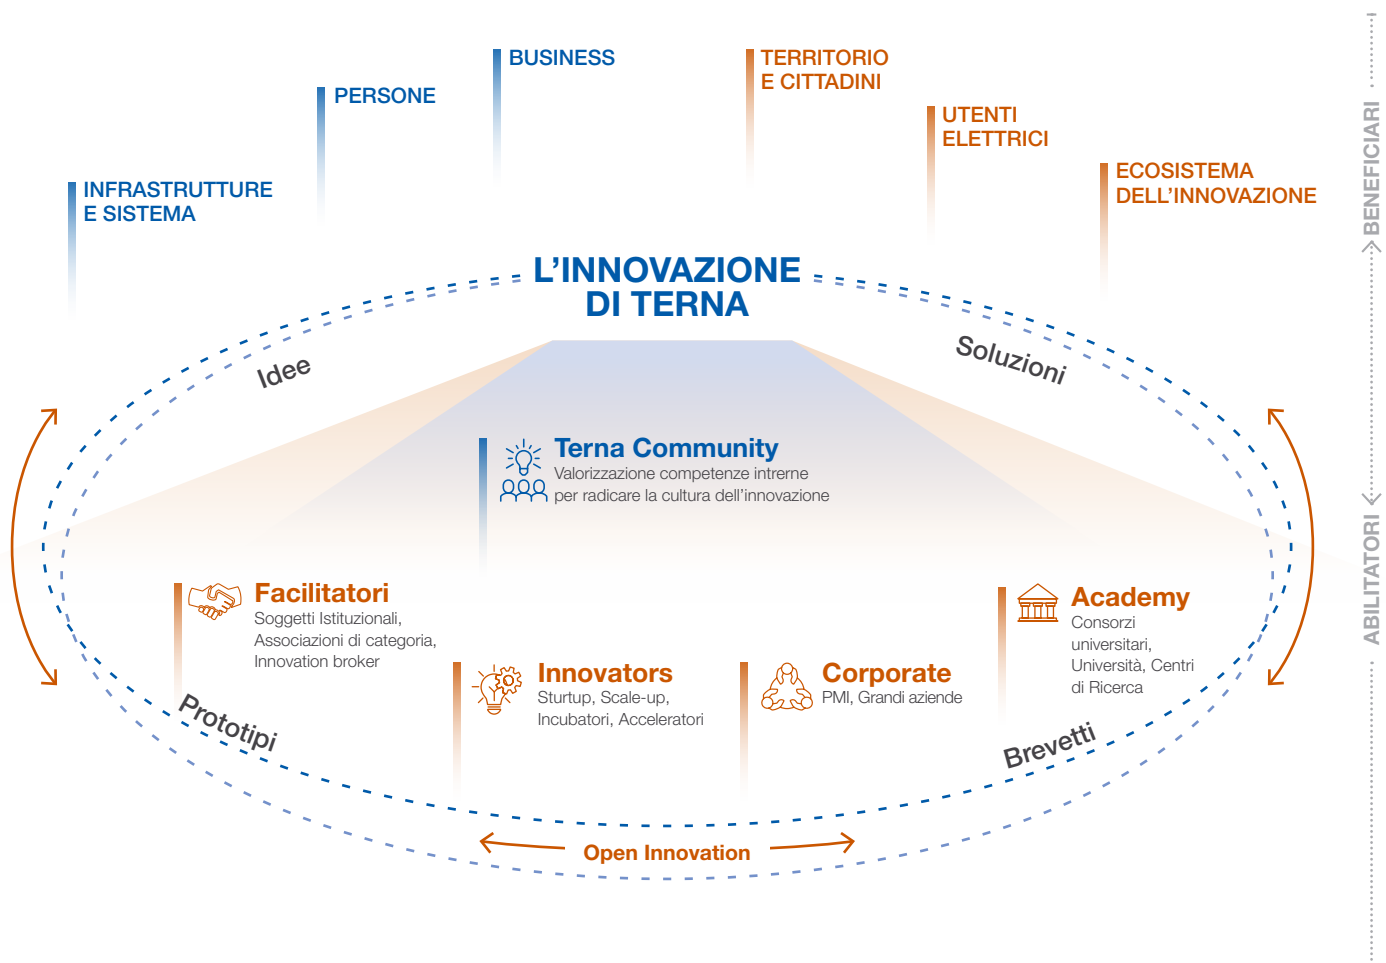 BUSINESS
TERRITORIO
E CITTADINI
PERSONE
UTENTI
ELETTRICI
INFRASTRUTTURE
E SISTEMA
ECOSISTEMA
DELL’INNOVAZIONE
BENEFICIARI
L’INNOVAZIONE
DI TERNA
Idee
Soluzioni
Terna Community
Valorizzazione competenze intrerne
per radicare la cultura dell’innovazione
ABILITATORI
Facilitatori
Soggetti Istituzionali,
Associazioni di categoria,
Innovation broker
Innovators
Sturtup, Scale-up,
Incubatori, Acceleratori
Corporate
PMI, Grandi aziende
Academy
Consorzi
universitari,
Università, Centri
di Ricerca
Prototipi
Brevetti
Open Innovation